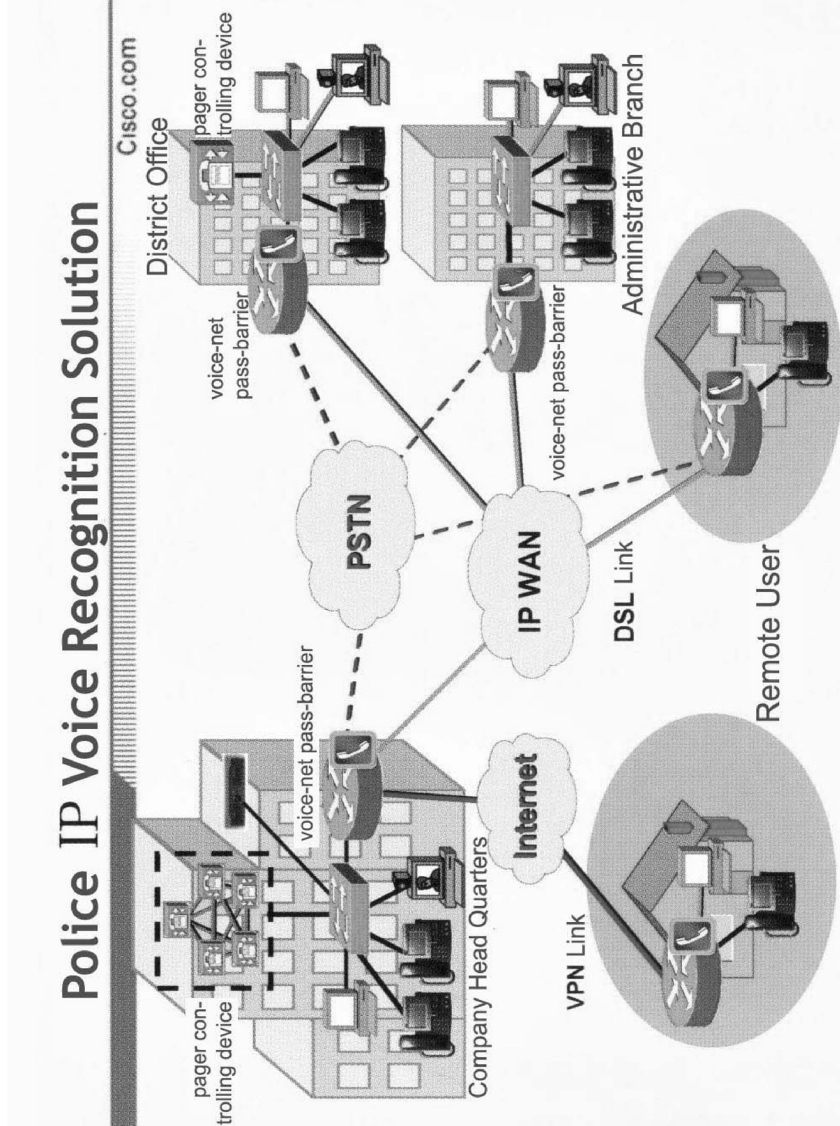 Police IP Voice Recognition Solution
Cisco.com
pager con-
trolling device
voice-net pass-barrier
Company Head Quarters
PSTN
voice-net
pass-barrier
District Office
pager con-
trolling device
IP WAN
voice-net pass-barrier
Administrative Branch
Internet
VPN Link
DSL Link
Remote User